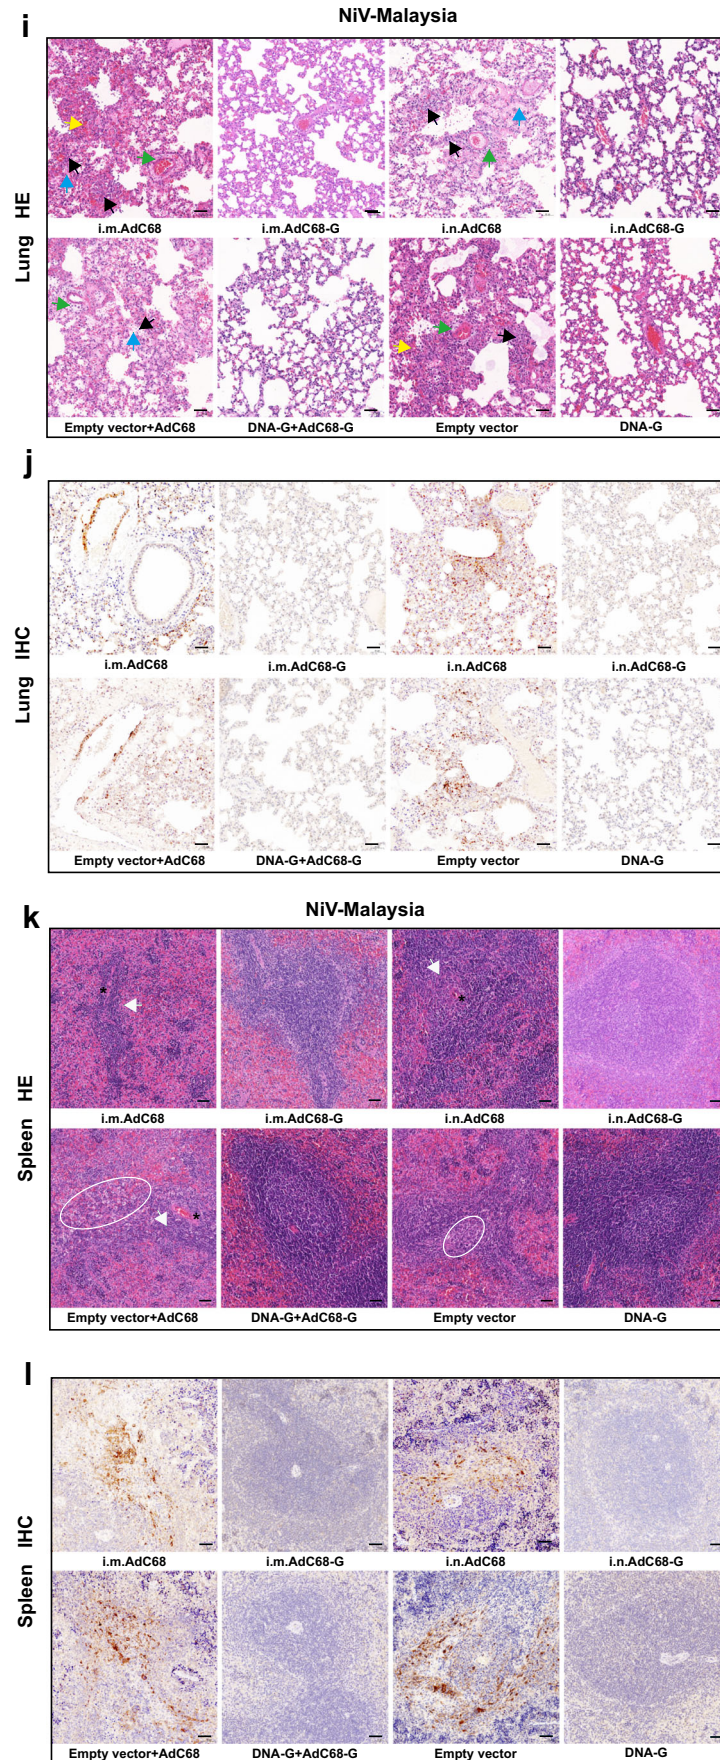 i
NiV-Malaysia
Lung HE
i.m.AdC68 i.m.AdC68-G i.n.AdC68 i.n.AdC68-G
Empty vector+AdC68 DNA-G+AdC68-G Empty vector DNA-G
j
Lung IHC
i.m.AdC68 i.m.AdC68-G i.n.AdC68 i.n.AdC68-G
Empty vector+AdC68 DNA-G+AdC68-G Empty vector DNA-G
k
NiV-Malaysia
Spleen HE
* *
i.m.AdC68 i.m.AdC68-G i.n.AdC68 i.n.AdC68-G
*
Empty vector+AdC68 DNA-G+AdC68-G Empty vector DNA-G
l
Spleen IHC
i.m.AdC68 i.m.AdC68-G i.n.AdC68 i.n.AdC68-G
Empty vector+AdC68 DNA-G+AdC68-G Empty vector DNA-G